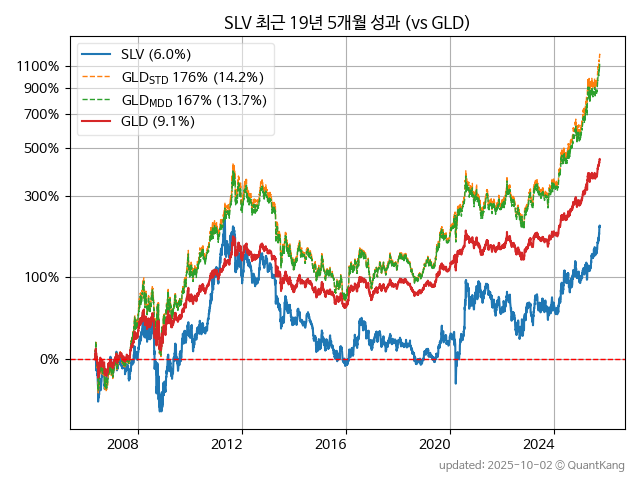 SLV 최근 19년 5개월 성과 (vs GLD)
SLV (6.0%)
GLD_STD 176% (14.2%)
GLD_MDD 167% (13.7%)
GLD (9.1%)
1100%
900%
700%
500%
300%
100%
0%
2008 2012 2016 2020 2024
updated: 2025-10-02 © QuantKang